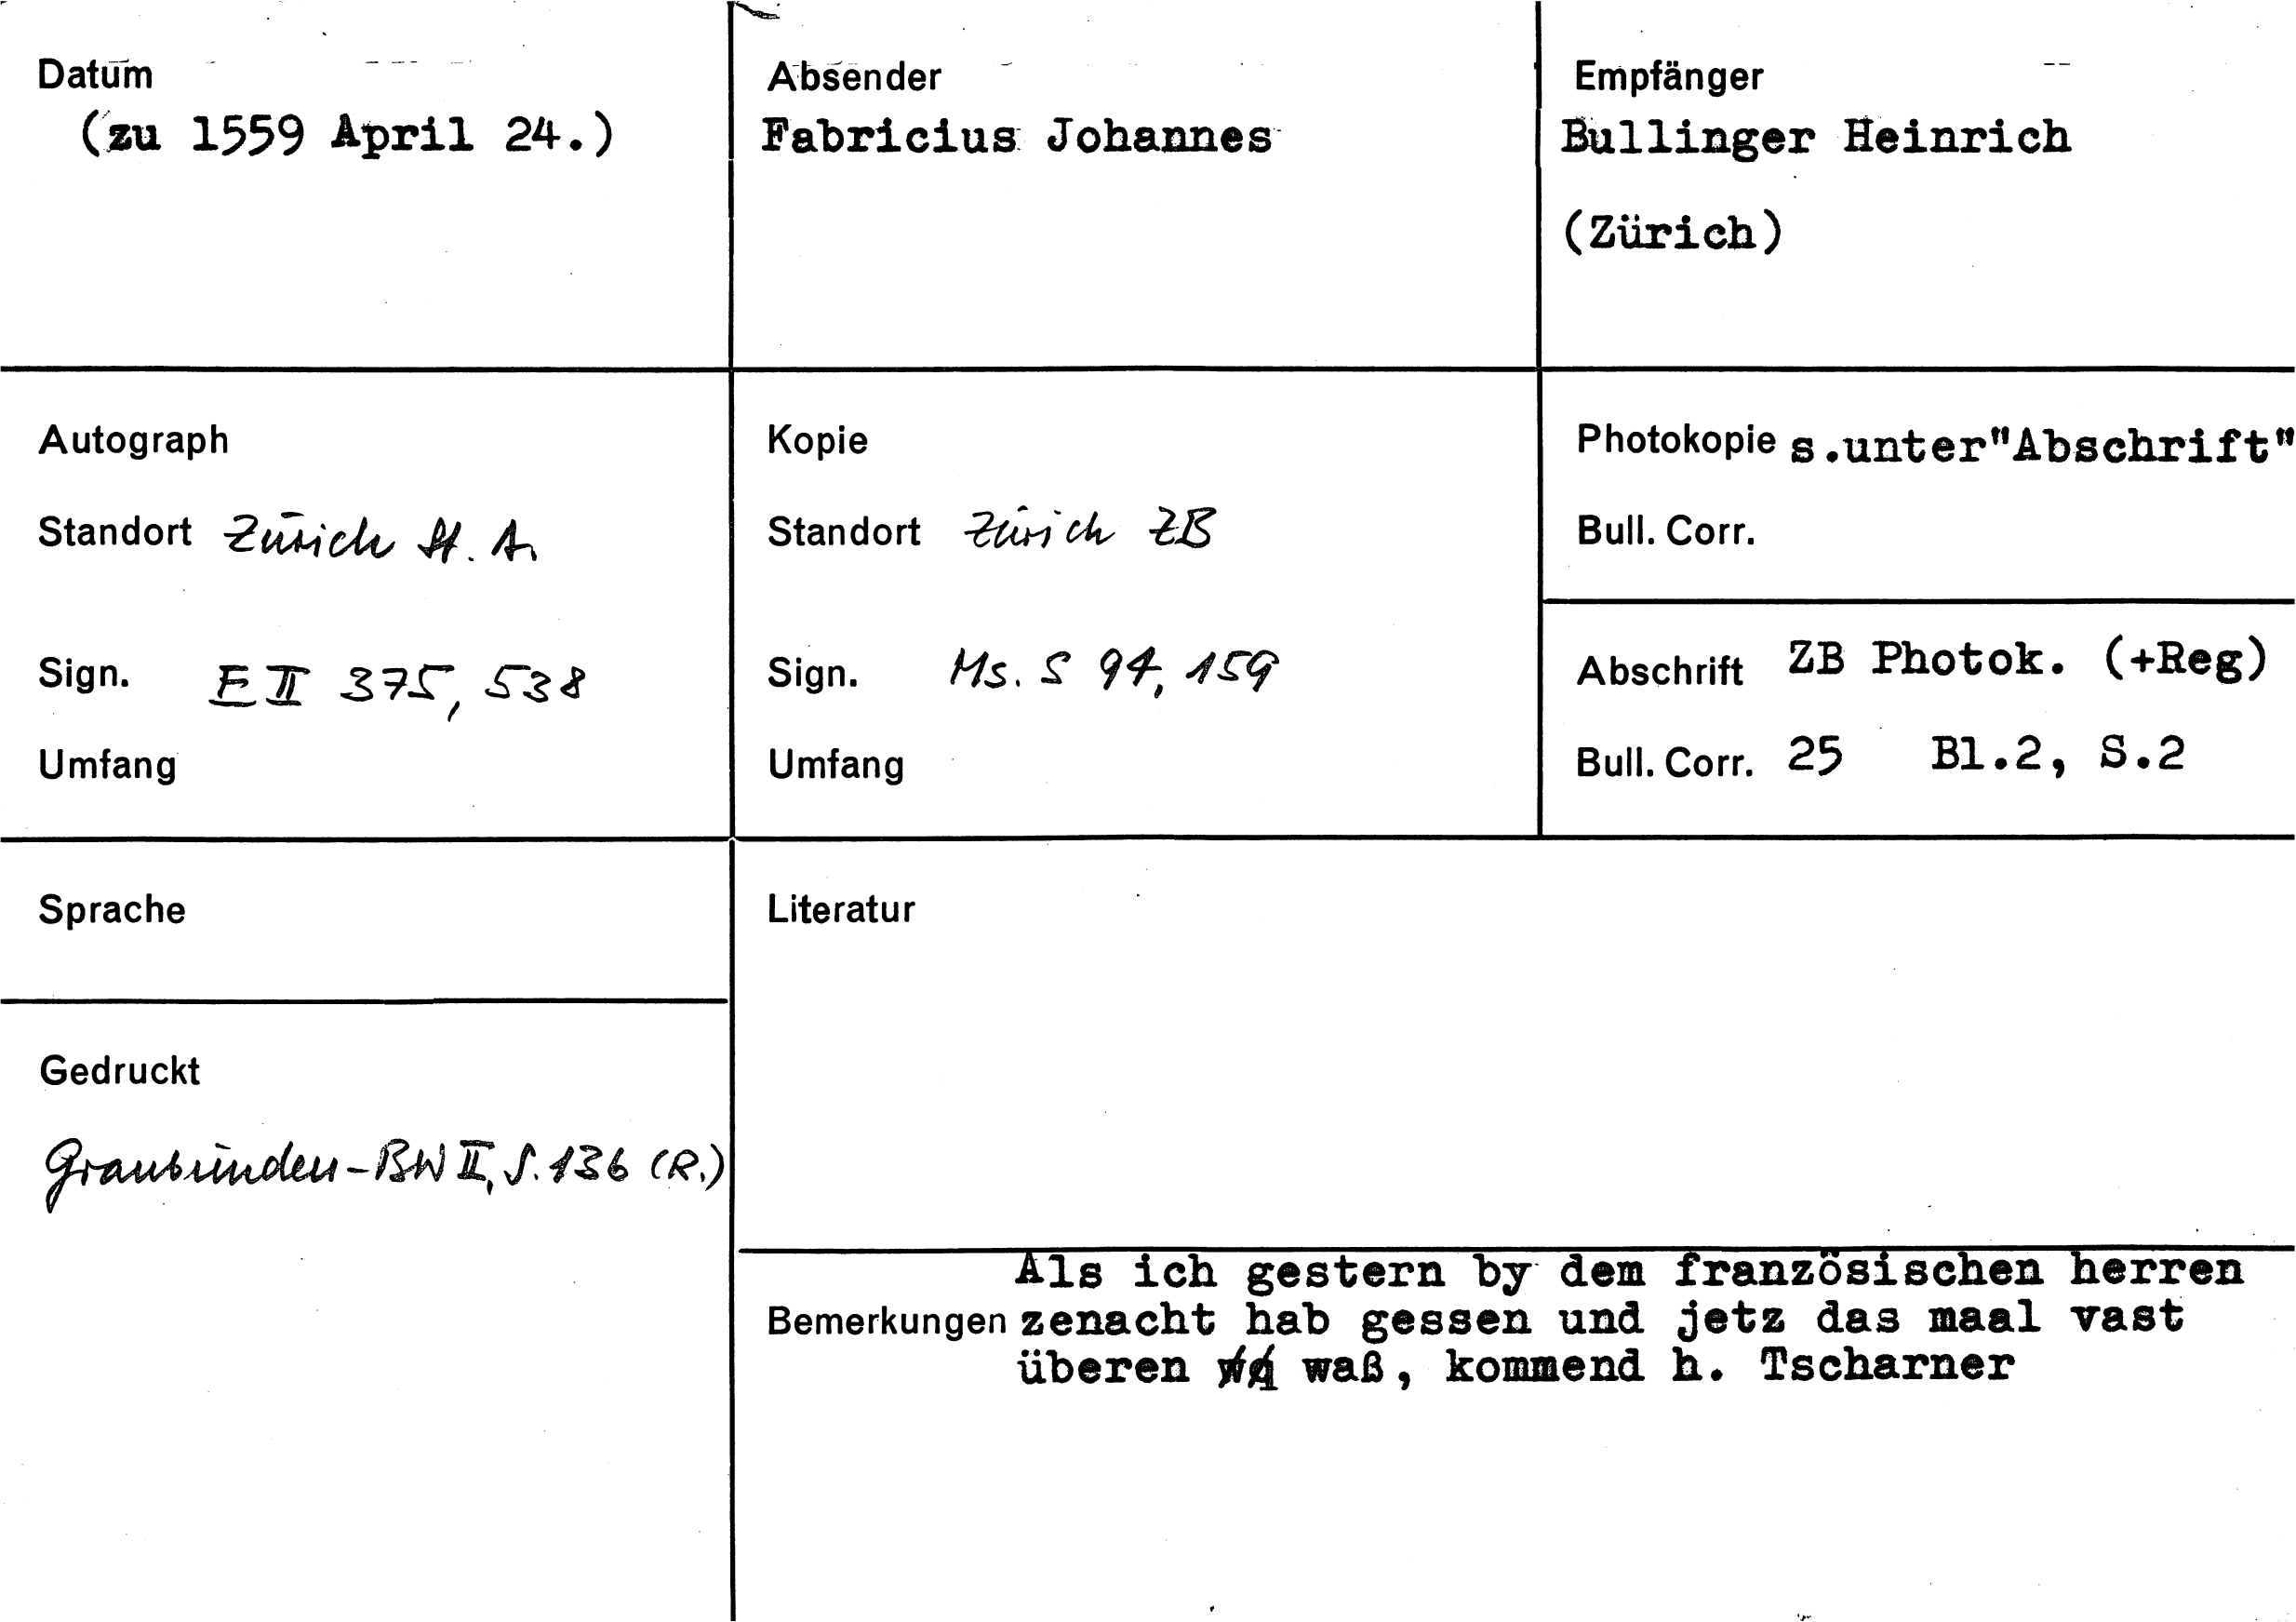 Datum
(zu 1559 April 24.)
Absender
Fabricius Johannes
Empfänger
Bullinger Heinrich
(Zürich)
Autograph
Standort Zürich St. A.
Sign. E II 375, 538
Umfang
Kopie
Standort Zürich ZB
Sign. Ms. S 94, 159
Umfang
Photokopie s.unter"Abschrift"
Bull. Corr.
Abschrift ZB Photok. (+Reg)
Bull. Corr. 25 Bl.2, S.2
Sprache
Gedruckt
Graubünden-BW II, S. 136 (R.)
Literatur
Als ich gestern by dem französischen herren
Bemerkungen zenacht hab gessen und jetz das maal vast
überen waß, kommend h. Tscharner